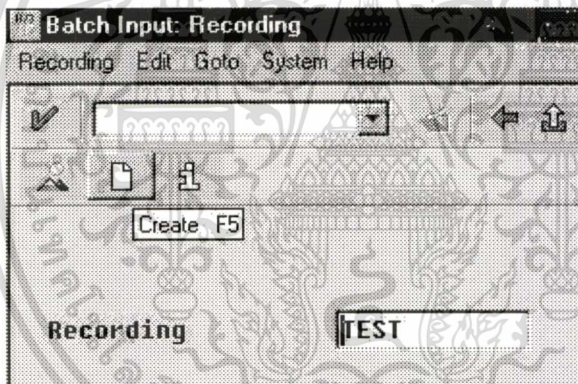 Batch Input: Recording
Recording Edit Goto System Help
Create F5
Recording TEST